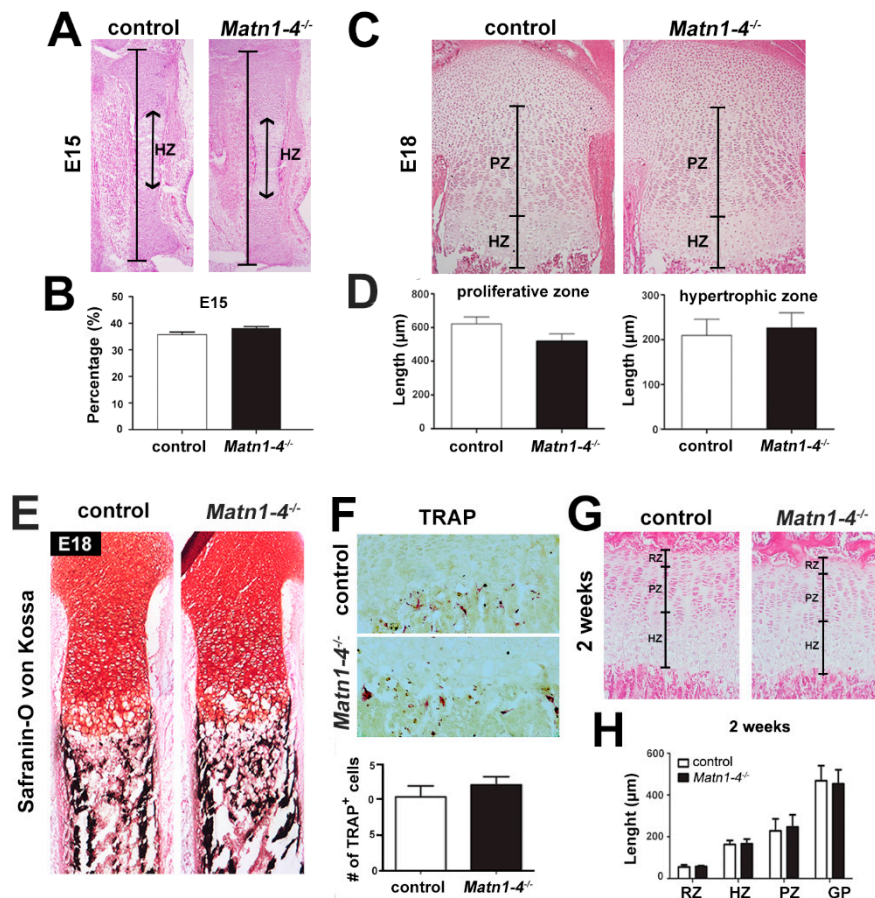 A
control
Matn1-4-/-
E15
HZ
HZ
B
E15
Percentage (%)
50
40
30
20
10
0
control
Matn1-4-/-
C
control
Matn1-4-/-
E18
PZ
HZ
PZ
HZ
D
proliferative zone
Length (µm)
800
600
400
200
0
control
Matn1-4-/-
hypertrophic zone
Length (µm)
300
200
100
0
control
Matn1-4-/-
E
control
Matn1-4-/-
E18
Safranin-O von Kossa
F
TRAP
control
Matn1-4-/-
# of TRAP+ cells
5
0
5
0
control
Matn1-4-/-
G
control
Matn1-4-/-
2 weeks
RZ
PZ
HZ
RZ
PZ
HZ
H
2 weeks
control
Matn1-4-/-
Lenght (µm)
600
400
200
0
RZ HZ PZ GP